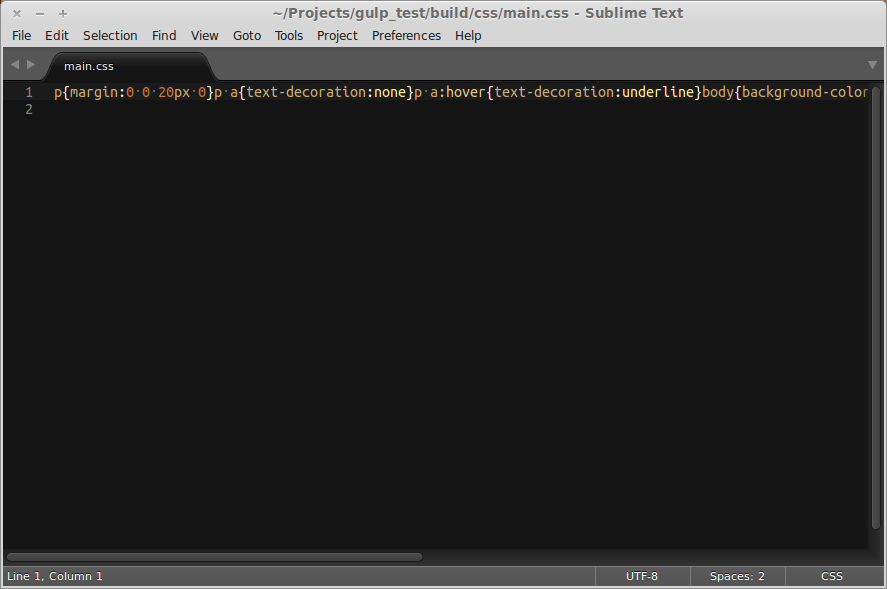 ~/Projects/gulp_test/build/css/main.css - Sublime Text
File Edit Selection Find View Goto Tools Project Preferences Help
main.css
1 p{margin:0 0 20px 0}p a{text-decoration:none}p a:hover{text-decoration:underline}body{background-color
2
Line 1, Column 1 UTF-8 Spaces: 2 CSS